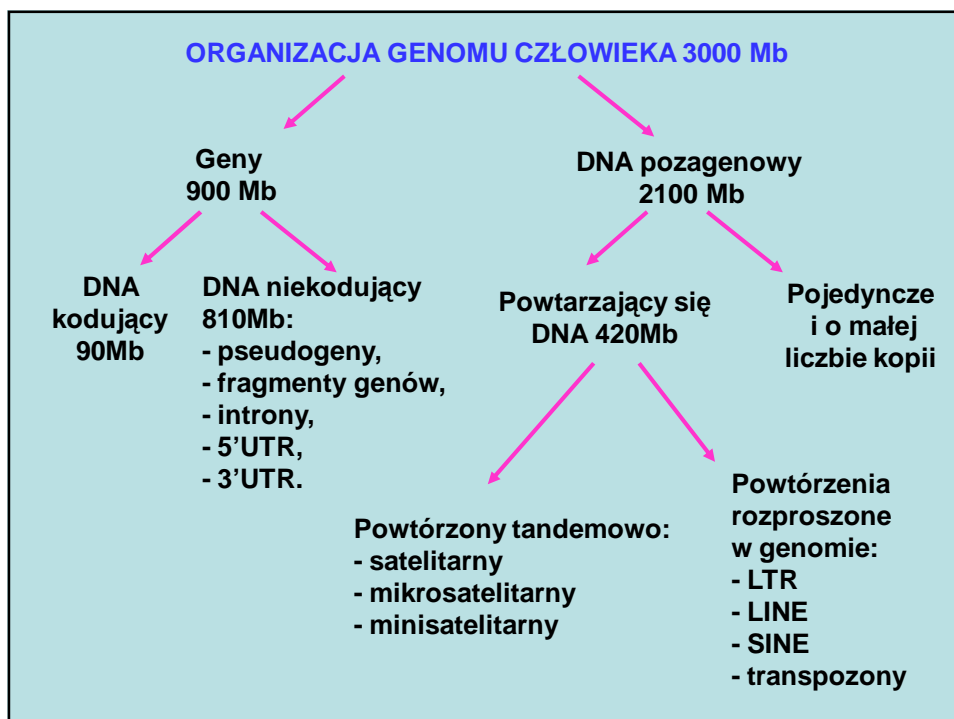 ORGANIZACJA GENOMU CZŁOWIEKA 3000 Mb
Geny
900 Mb
DNA pozagenowy
2100 Mb
DNA
kodujący
90Mb
DNA niekodujący
810Mb:
- pseudogeny,
- fragmenty genów,
- introny,
- 5’UTR,
- 3’UTR.
Powtarzający się
DNA 420Mb
Pojedyncze
i o małej
liczbie kopii
Powtórzony tandemowo:
- satelitarny
- mikrosatelitarny
- minisatelitarny
Powtórzenia
rozproszone
w genomie:
- LTR
- LINE
- SINE
- transpozony